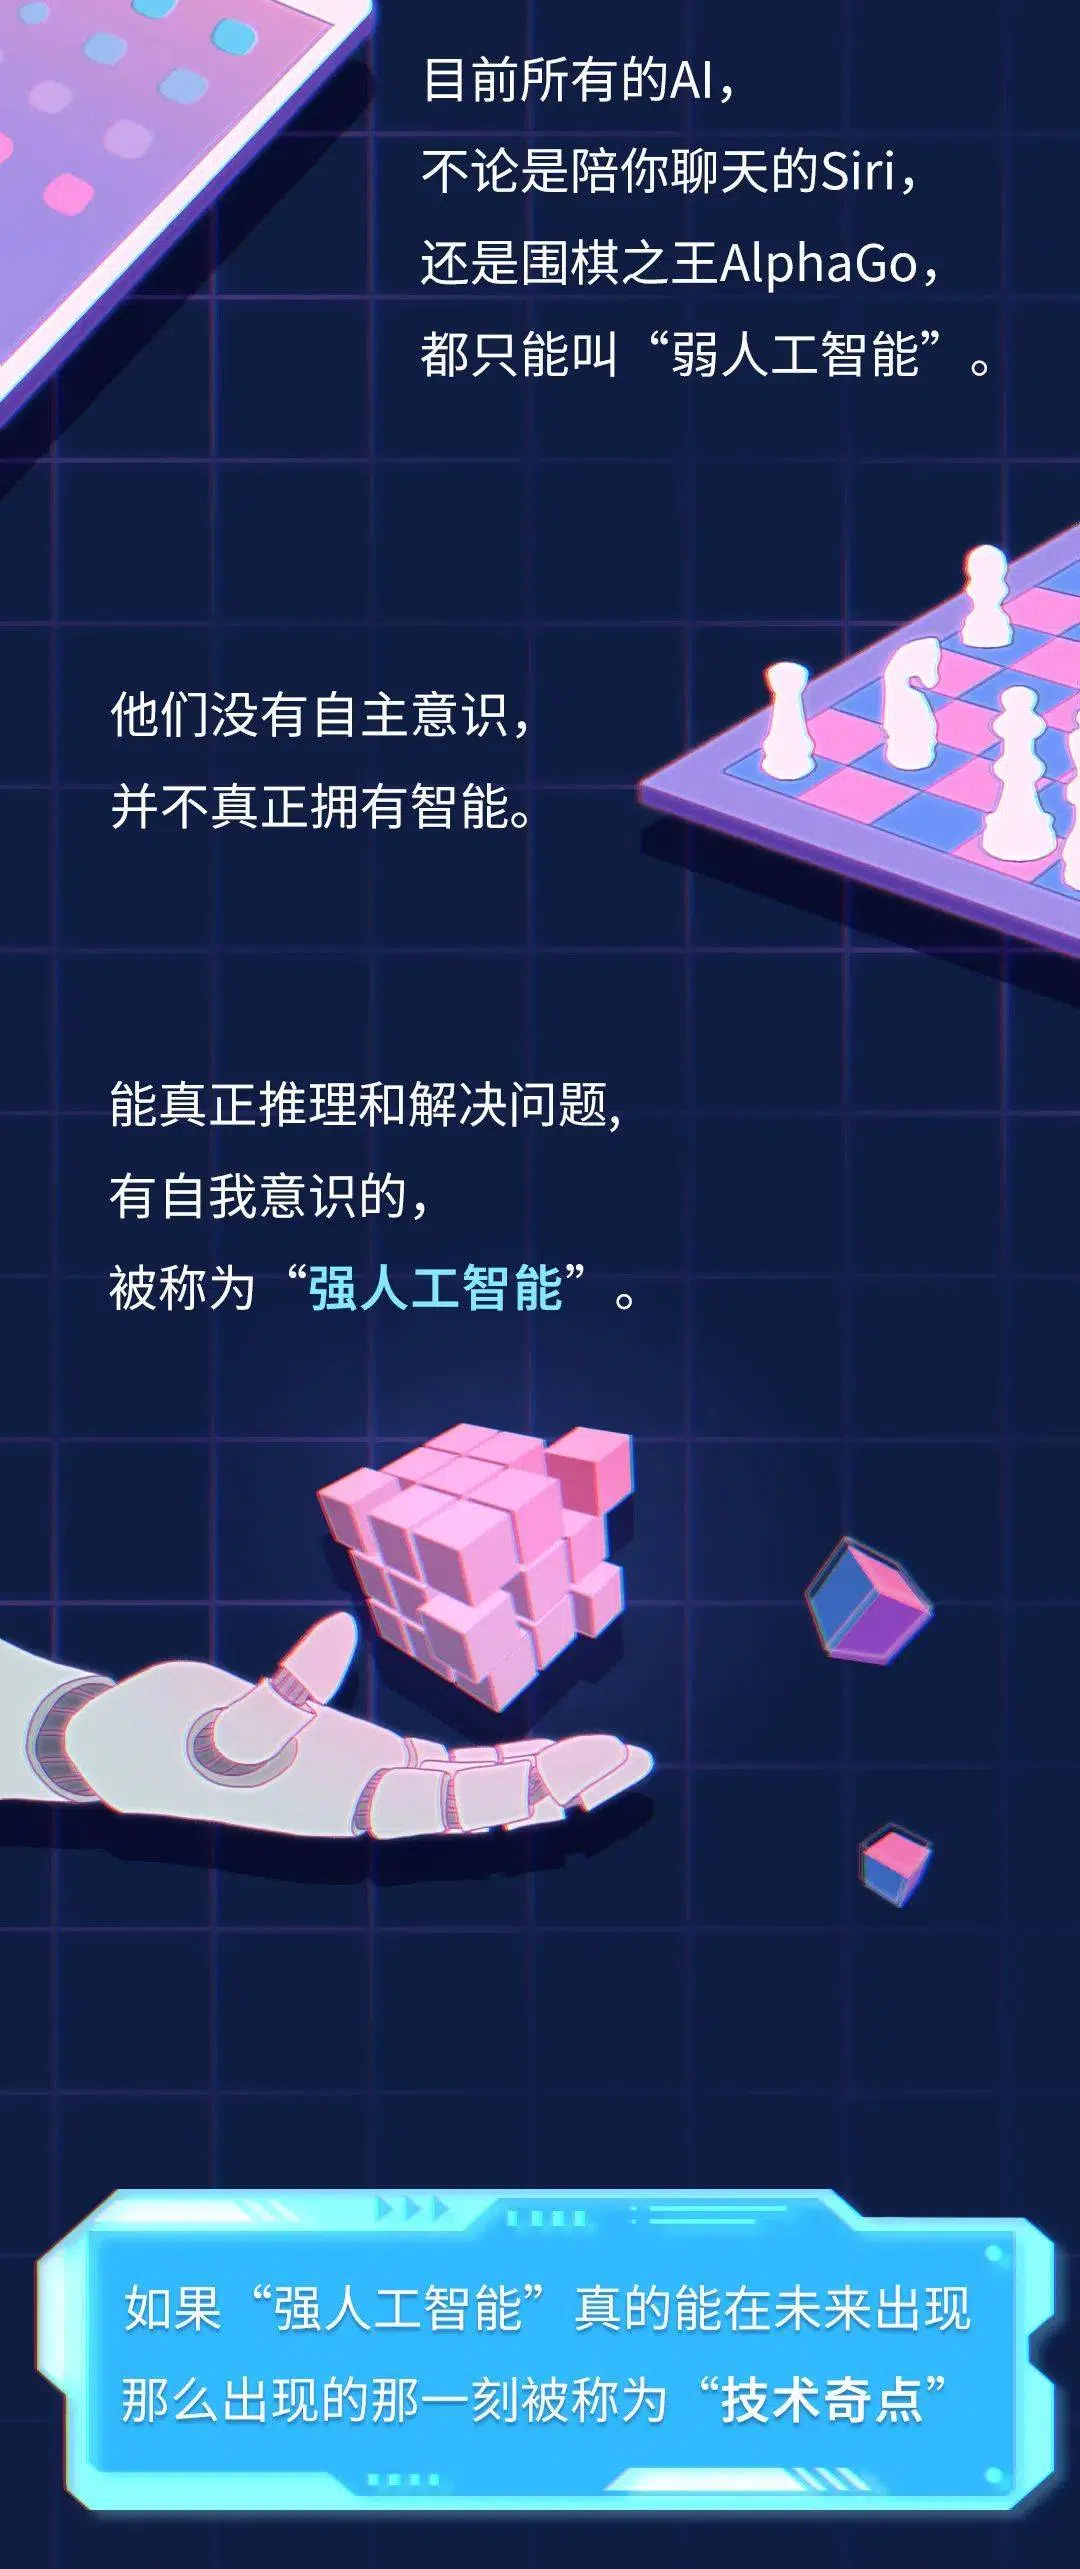 目前所有的AI，
不论是陪你聊天的Siri，
还是围棋之王AlphaGo，
都只能叫“弱人工智能”。
他们没有自主意识，
并不真正拥有智能。
能真正推理和解决问题,
有自我意识的，
被称为“强人工智能”。
如果“强人工智能”真的能在未来出现
那么出现的那一刻被称为“技术奇点”